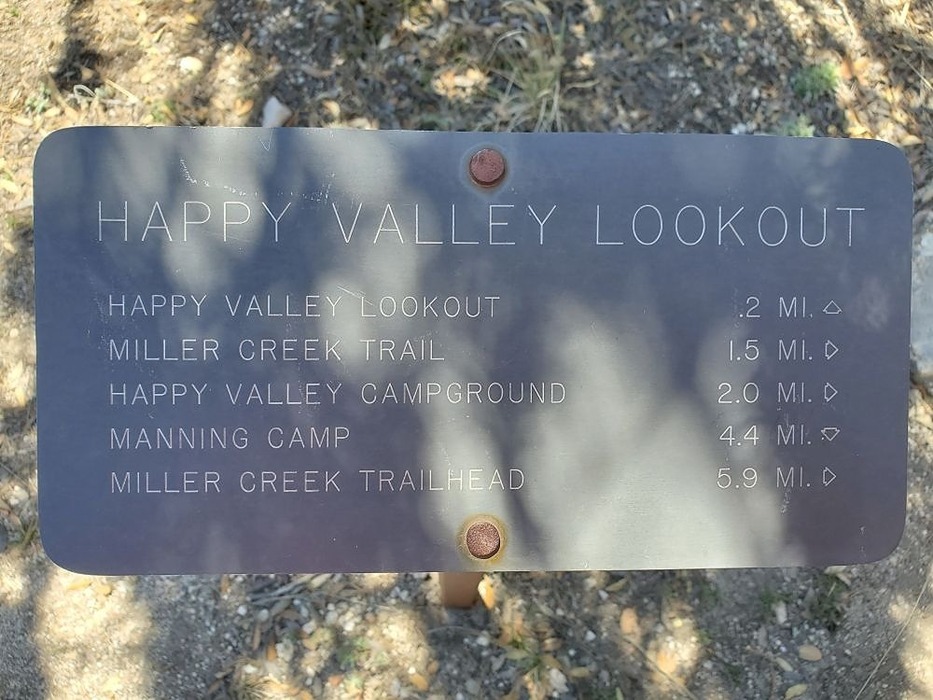 HAPPY VALLEY LOOKOUT
HAPPY VALLEY LOOKOUT .2 MI. △
MILLER CREEK TRAIL 1.5 MI. ▷
HAPPY VALLEY CAMPGROUND 2.0 MI. ▷
MANNING CAMP 4.4 MI. ▽
MILLER CREEK TRAILHEAD 5.9 MI. ▷